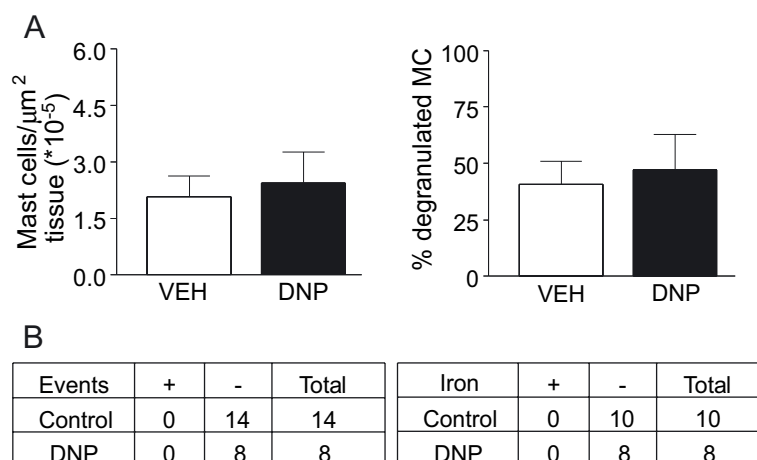 A
Mast cells/μm²
tissue (*10⁻⁵)
6.0
4.5
3.0
1.5
0.0
VEH DNP
% degranulated MC
100
75
50
25
0
VEH DNP
B
Events + - Total
Control 0 14 14
DNP 0 8 8
Iron + - Total
Control 0 10 10
DNP 0 8 8